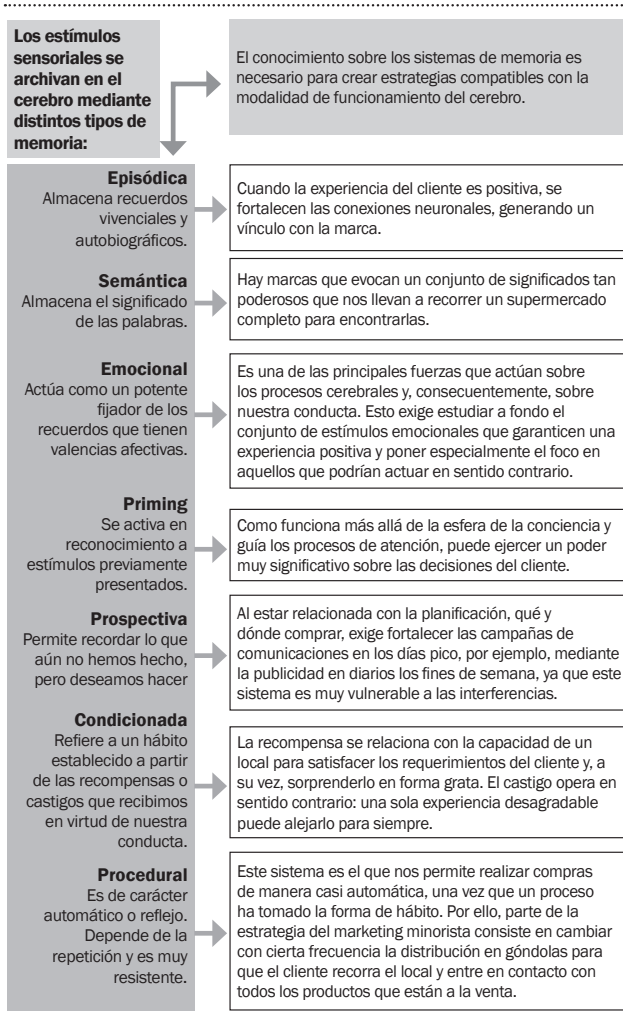 Los estímulos
sensoriales se
archivan en el
cerebro mediante
distintos tipos de
memoria:
El conocimiento sobre los sistemas de memoria es
necesario para crear estrategias compatibles con la
modalidad de funcionamiento del cerebro.
Episódica
Almacena recuerdos
vivenciales y
autobiográficos.
Cuando la experiencia del cliente es positiva, se
fortalecen las conexiones neuronales, generando un
vínculo con la marca.
Semántica
Almacena el significado
de las palabras.
Hay marcas que evocan un conjunto de significados tan
poderosos que nos llevan a recorrer un supermercado
completo para encontrarlas.
Emocional
Actúa como un potente
fijador de los
recuerdos que tienen
valencias afectivas.
Es una de las principales fuerzas que actúan sobre
los procesos cerebrales y, consecuentemente, sobre
nuestra conducta. Esto exige estudiar a fondo el
conjunto de estímulos emocionales que garanticen una
experiencia positiva y poner especialmente el foco en
aquellos que podrían actuar en sentido contrario.
Priming
Se activa en
reconocimiento a
estímulos previamente
presentados.
Como funciona más allá de la esfera de la conciencia y
guía los procesos de atención, puede ejercer un poder
muy significativo sobre las decisiones del cliente.
Prospectiva
Permite recordar lo que
aún no hemos hecho,
pero deseamos hacer
Al estar relacionada con la planificación, qué y
dónde comprar, exige fortalecer las campañas de
comunicaciones en los días pico, por ejemplo, mediante
la publicidad en diarios los fines de semana, ya que este
sistema es muy vulnerable a las interferencias.
Condicionada
Refiere a un hábito
establecido a partir
de las recompensas o
castigos que recibimos
en virtud de nuestra
conducta.
La recompensa se relaciona con la capacidad de un
local para satisfacer los requerimientos del cliente y, a
su vez, sorprenderlo en forma grata. El castigo opera en
sentido contrario: una sola experiencia desagradable
puede alejarlo para siempre.
Procedural
Es de carácter
automático o reflejo.
Depende de la
repetición y es muy
resistente.
Este sistema es el que nos permite realizar compras
de manera casi automática, una vez que un proceso
ha tomado la forma de hábito. Por ello, parte de la
estrategia del marketing minorista consiste en cambiar
con cierta frecuencia la distribución en góndolas para
que el cliente recorra el local y entre en contacto con
todos los productos que están a la venta.